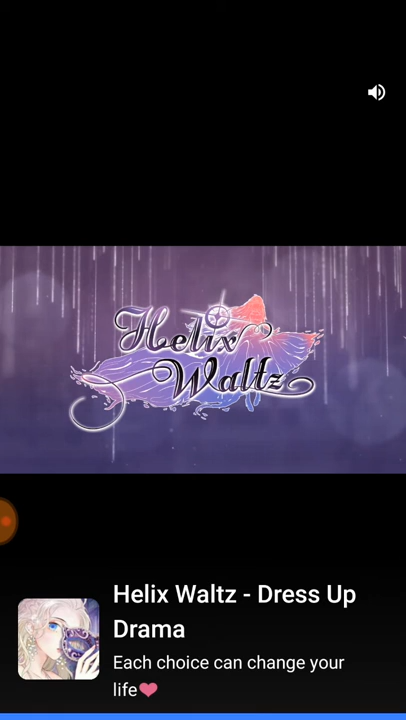 Helix
Waltz
Helix Waltz - Dress Up
Drama
Each choice can change your
life❤